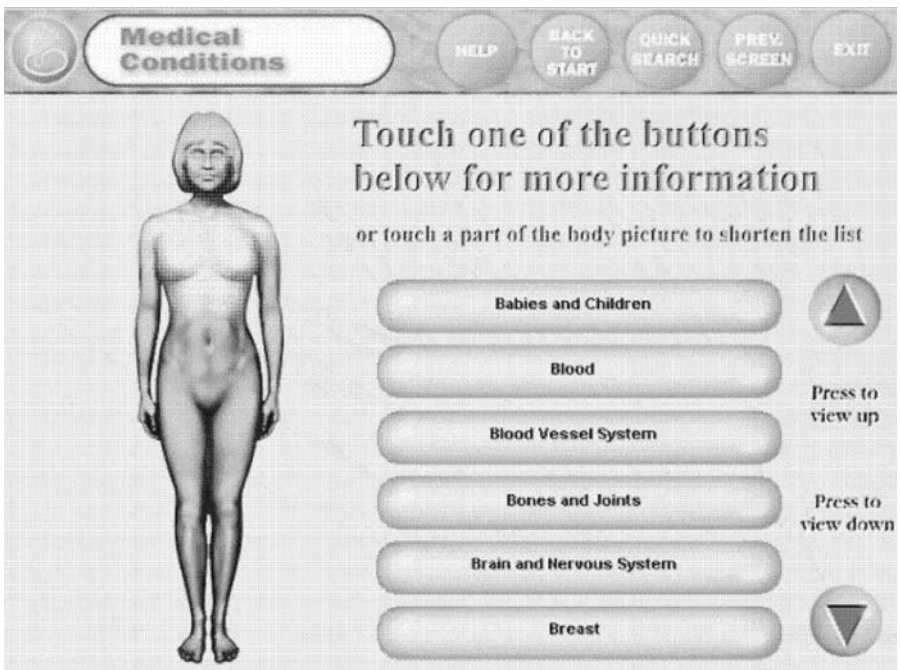 Medical
Conditions
HELP
BACK
TO
START
QUICK
SEARCH
PREV.
SCREEN
EXIT
Touch one of the buttons
below for more information
or touch a part of the body picture to shorten the list
Babies and Children
Blood
Blood Vessel System
Bones and Joints
Brain and Nervous System
Breast
Press to
view up
Press to
view down